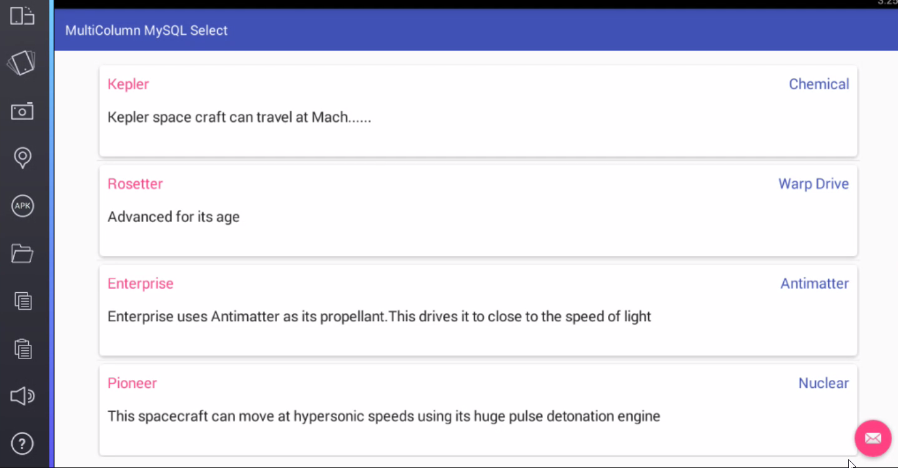 3:25
MultiColumn MySQL Select
Kepler
Chemical
Kepler space craft can travel at Mach......
Rosetter
Warp Drive
Advanced for its age
Enterprise
Antimatter
Enterprise uses Antimatter as its propellant.This drives it to close to the speed of light
Pioneer
Nuclear
This spacecraft can move at hypersonic speeds using its huge pulse detonation engine
APK
?